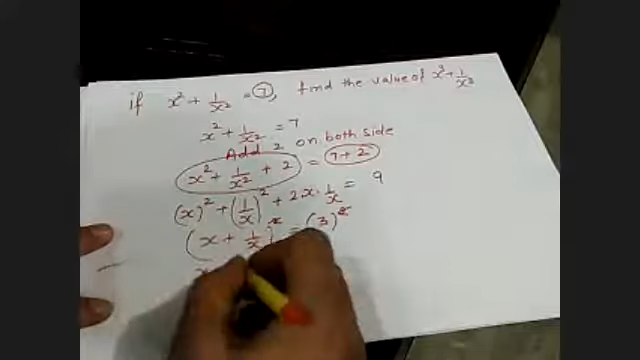 if x² + 1/x² = 7, find the value of x³ + 1/x³
x² + 1/x² = 7
Add 2 on both side
x² + 1/x² + 2 = 7 + 2
(x)² + (1/x)² + 2·x·1/x = 9
(x + 1/x)² = (3)²
x